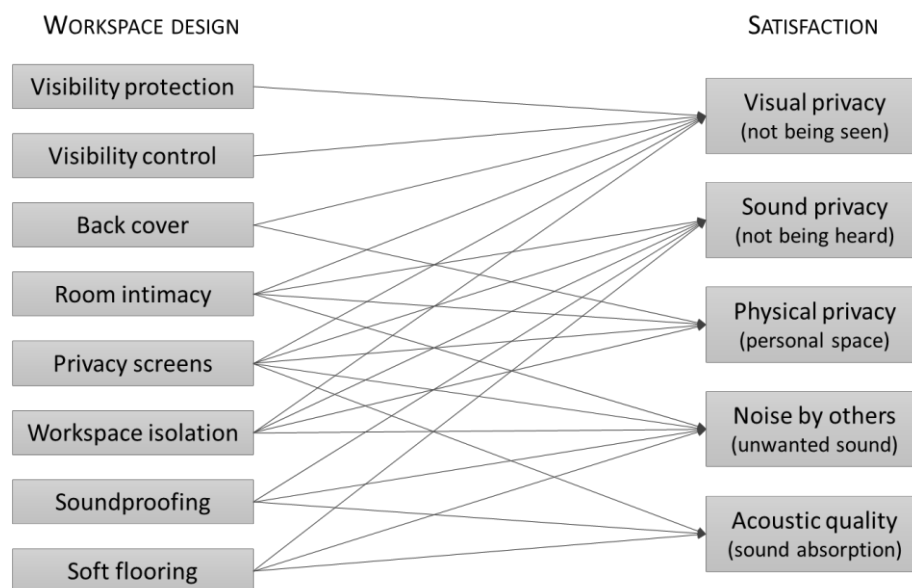 WORKSPACE DESIGN
SATISFACTION
Visibility protection
Visibility control
Back cover
Room intimacy
Privacy screens
Workspace isolation
Soundproofing
Soft flooring
Visual privacy
(not being seen)
Sound privacy
(not being heard)
Physical privacy
(personal space)
Noise by others
(unwanted sound)
Acoustic quality
(sound absorption)